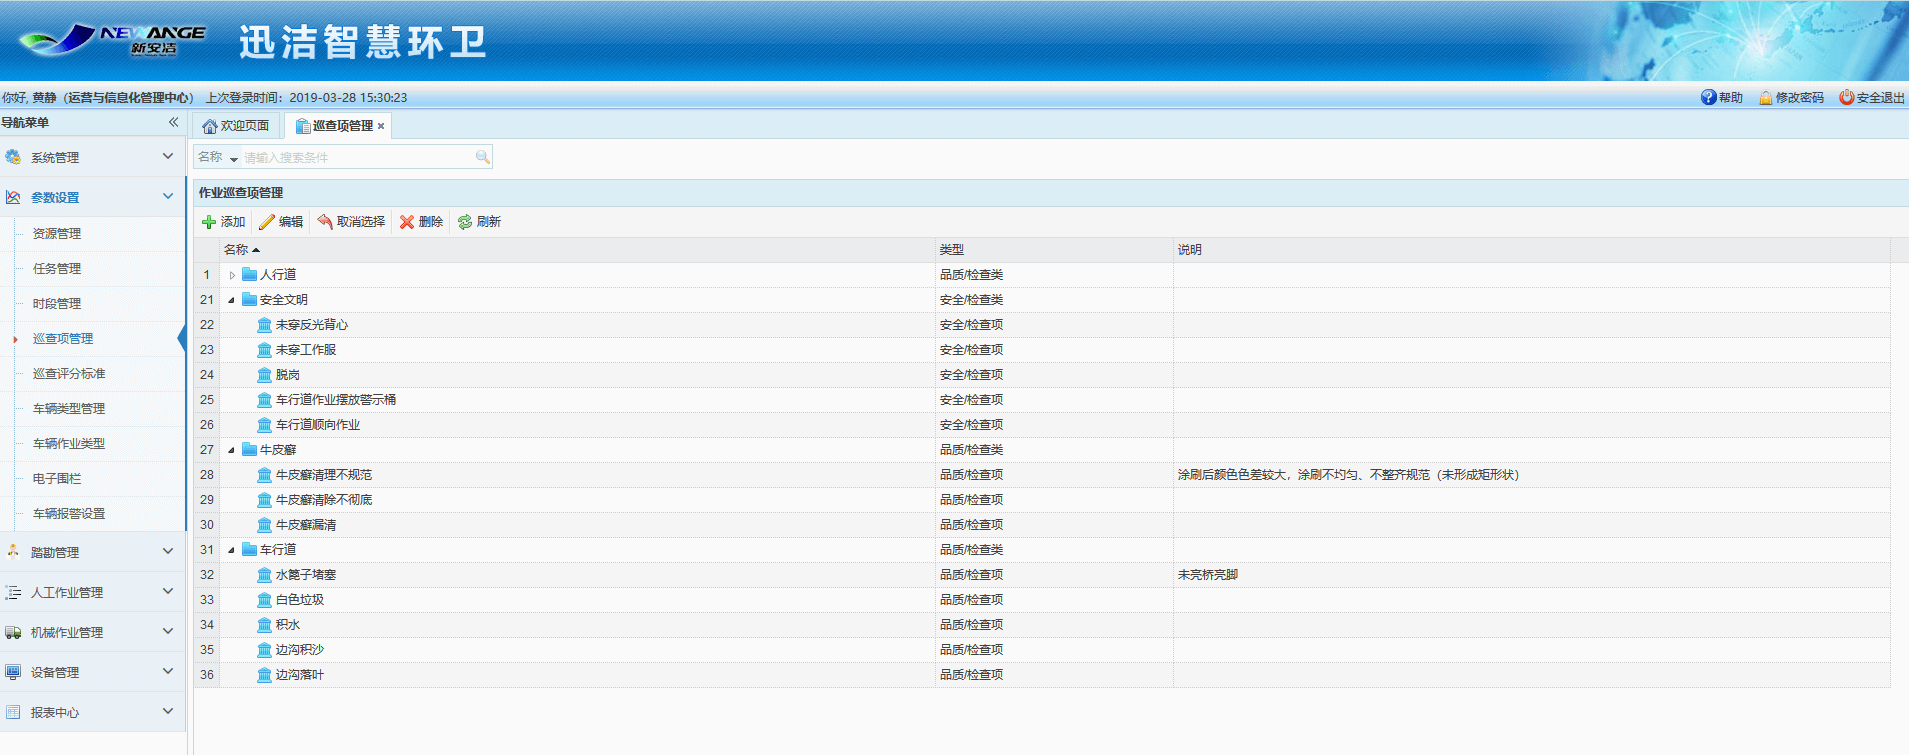 NEWANGE
新安洁
迅洁智慧环卫
你好, 黄静（运营与信息化管理中心） 上次登录时间：2019-03-28 15:30:23
帮助 修改密码 安全退出
导航菜单
系统管理
参数设置
资源管理
任务管理
时段管理
巡查项管理
巡查评分标准
车辆类型管理
车辆作业类型
电子围栏
车辆报警设置
踏勘管理
人工作业管理
机械作业管理
设备管理
报表中心
欢迎页面 巡查项管理
名称 请输入搜索条件
作业巡查项管理
添加 编辑 取消选择 删除 刷新
名称 类型 说明
1 人行道 品质/检查类
21 安全文明 安全/检查类
22 未穿反光背心 安全/检查项
23 未穿工作服 安全/检查项
24 脱岗 安全/检查项
25 车行道作业摆放警示桶 安全/检查项
26 车行道顺向作业 安全/检查项
27 牛皮癣 品质/检查类
28 牛皮癣清理不规范 品质/检查项 涂刷后颜色色差较大，涂刷不均匀、不整齐规范（未形成矩形状）
29 牛皮癣清除不彻底 品质/检查项
30 牛皮癣漏清 品质/检查项
31 车行道 品质/检查类
32 水篦子堵塞 品质/检查项 未亮桥亮脚
33 白色垃圾 品质/检查项
34 积水 品质/检查项
35 边沟积沙 品质/检查项
36 边沟落叶 品质/检查项